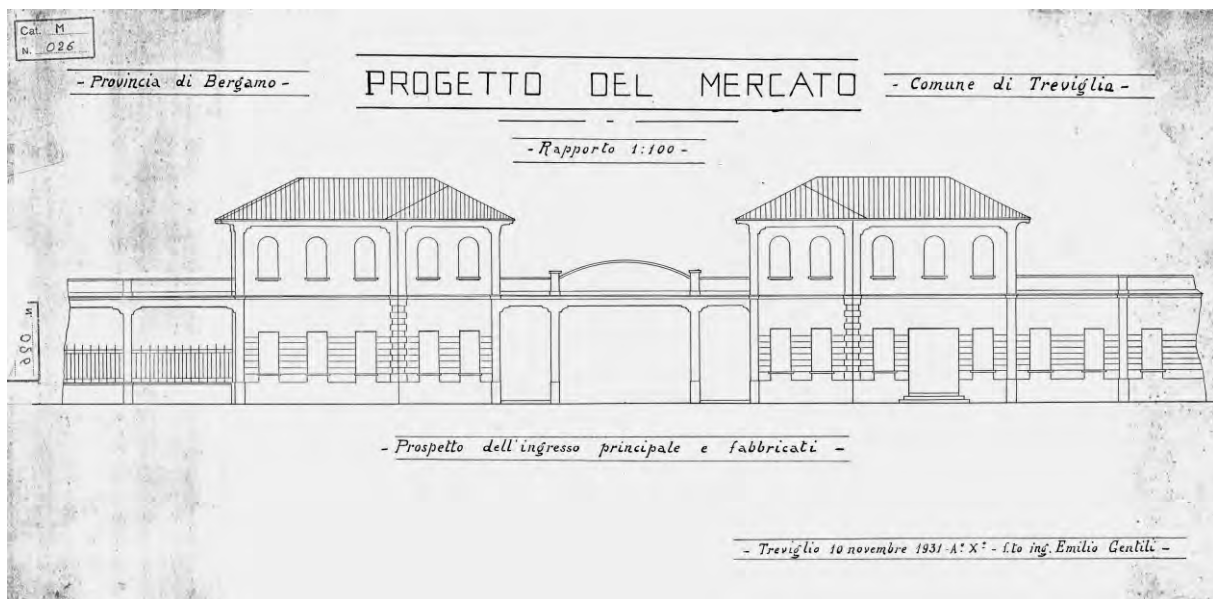 Cat. M
N. 026
- Provincia di Bergamo -
PROGETTO DEL MERCATO
- Comune di Treviglia -
- Rapporto 1:100 -
N. 026
- Prospetto dell'ingresso principale e fabbricati -
- Treviglio 10 novembre 1931 - A° X° - f.to ing. Emilio Gentili -